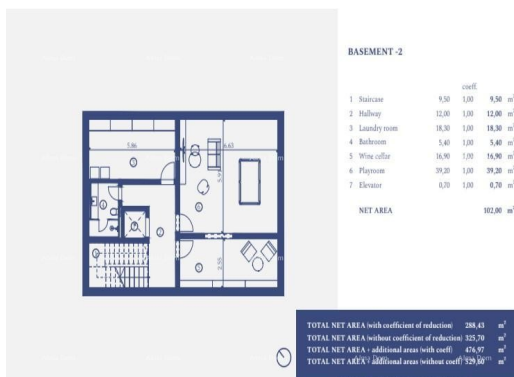 BASEMENT -2
coeff.
1 Staircase 9,50 1,00 9,50 m²
2 Hallway 12,00 1,00 12,00 m²
3 Laundry room 18,30 1,00 18,30 m²
4 Bathroom 5,40 1,00 5,40 m²
5 Wine cellar 16,90 1,00 16,90 m²
6 Playroom 39,20 1,00 39,20 m²
7 Elevator 0,70 1,00 0,70 m²
NET AREA 102,00 m²
5.86
6.63
5.91
2.55
TOTAL NET AREA (with coefficient of reduction) 288,43 m²
TOTAL NET AREA (without coefficient of reduction) 325,70 m²
TOTAL NET AREA + additional areas (with coeff) 476,97 m²
TOTAL NET AREA + additional areas (without coeff) 529,60 m²